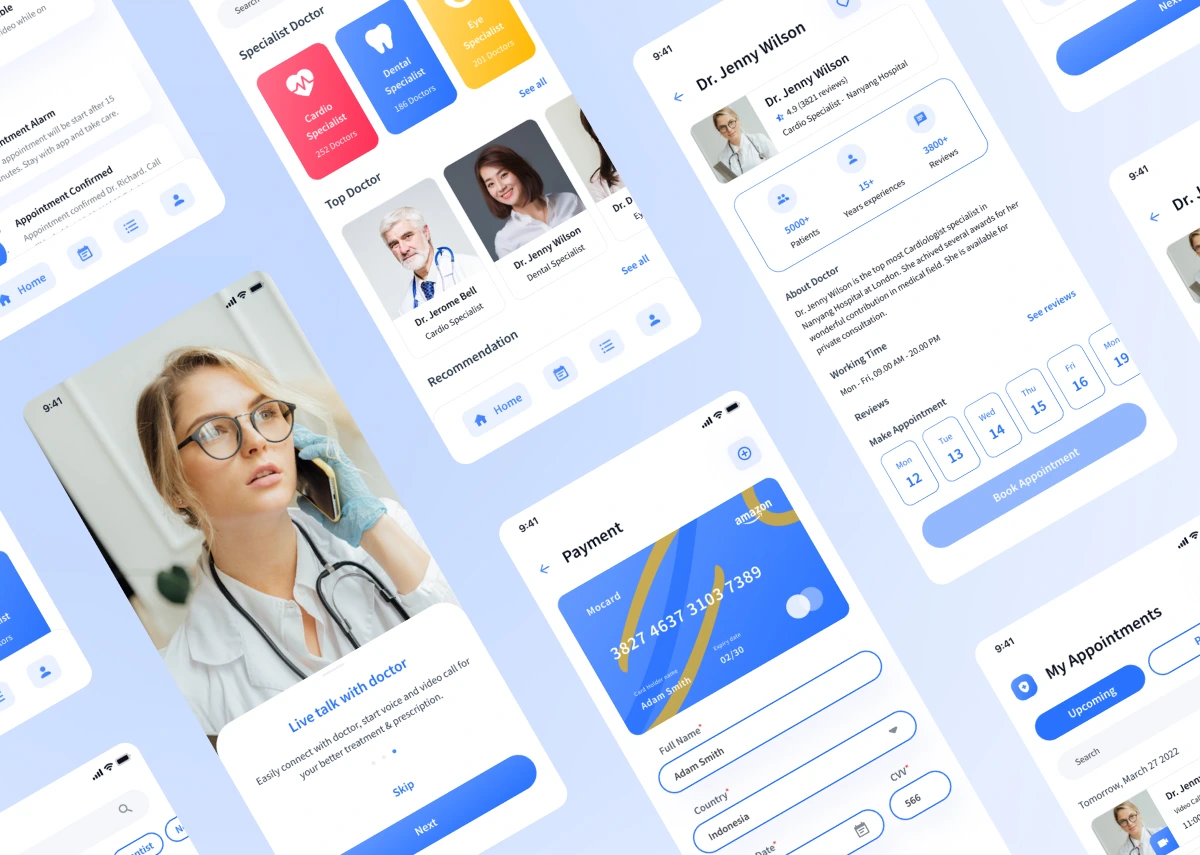 ble
video while on
ntment Alarm
appointment will be start after 15
nutes. Stay with app and take care.
Appointment Confirmed
Appointment confirmed Dr. Richard. Call
Home
Search
Specialist Doctor
Cardio
Specialist
252 Doctors
Dental
Specialist
186 Doctors
Eye
Specialist
201 Doctors
See all
Top Doctor
Dr. Jerome Bell
Cardio Specialist
Dr. Jenny Wilson
Dental Specialist
Dr. D
Ey
See all
Recommendation
Home
9:41
Dr. Jenny Wilson
Dr. Jenny Wilson
4.9 (3821 reviews)
Cardio Specialist - Nanyang Hospital
5000+
Patients
15+
Years experiences
3800+
Reviews
About Doctor
Dr. Jenny Wilson is the top most Cardiologist specialist in
Nanyang Hospital at London. She achived several awards for her
wonderful contribution in medical field. She is available for
private consultation.
Working Time
See reviews
Mon - Fri, 09.00 AM - 20.00 PM
Reviews
Make Appointment
Mon
12
Tue
13
Wed
14
Thu
15
Fri
16
Mon
19
Book Appointment
Next
9:41
Dr. J
9:41
Live talk with doctor
Easily connect with doctor, start voice and video call for
your better treatment & prescription.
Skip
Next
9:41
Payment
Mocard
amazon
3827 4637 3103 7389
Card Holder name
Adam Smith
Expiry date
02/30
Full Name*
Adam Smith
Country*
Indonesia
Date*
CVV*
566
9:41
My Appointments
Upcoming
Search
Tomorrow, March 27 2022
Dr. Jenn
Video Call
11:00
list
tors
ntist
N